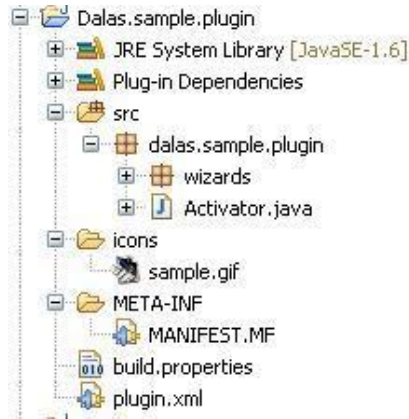 Dalas.sample.plugin
JRE System Library [JavaSE-1.6]
Plug-in Dependencies
src
dalas.sample.plugin
wizards
Activator.java
icons
sample.gif
META-INF
MANIFEST.MF
build.properties
plugin.xml